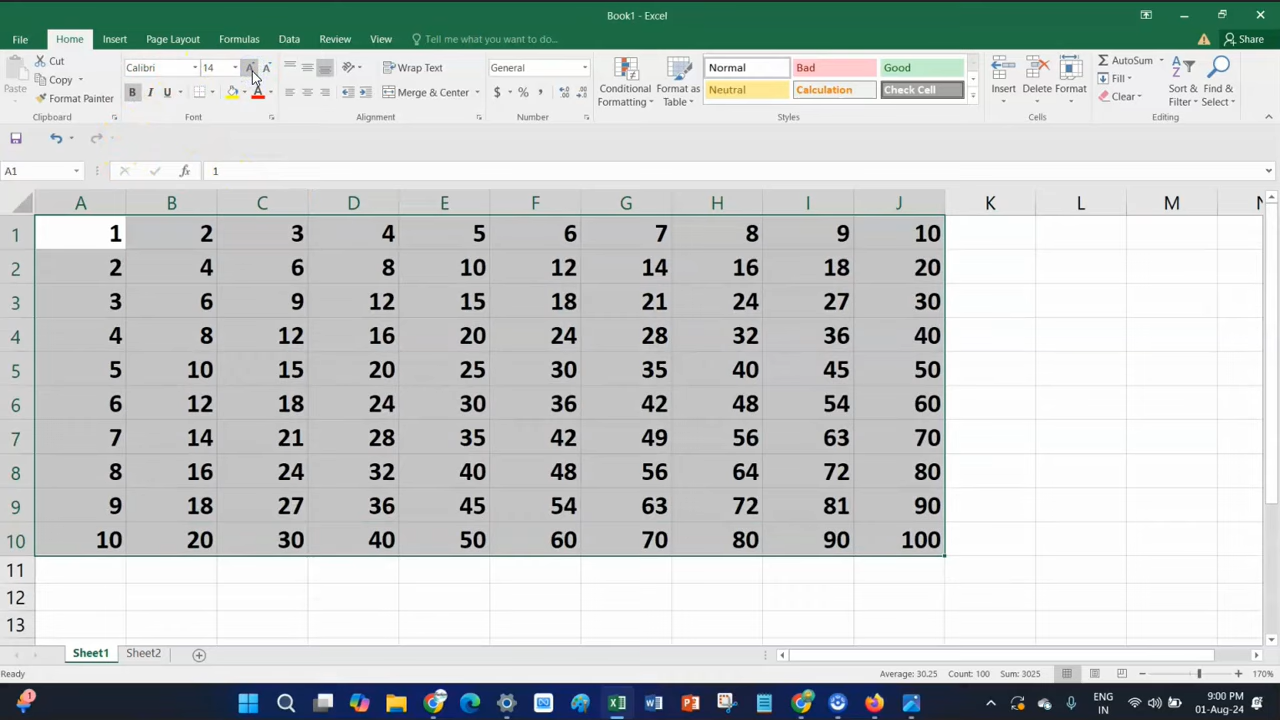 Book1 - Excel
File Home Insert Page Layout Formulas Data Review View Tell me what you want to do... Share
Paste Cut Copy Format Painter Clipboard
Calibri 14 B I U A Font
Wrap Text Merge & Center Alignment
General $ % , Number
Conditional Formatting Format as Table
Normal Bad Good
Neutral Calculation Check Cell
Styles
Insert Delete Format Cells
AutoSum Fill Clear Sort & Filter Find & Select Editing
A1 fx 1
A B C D E F G H I J K L M N
1 1 2 3 4 5 6 7 8 9 10
2 2 4 6 8 10 12 14 16 18 20
3 3 6 9 12 15 18 21 24 27 30
4 4 8 12 16 20 24 28 32 36 40
5 5 10 15 20 25 30 35 40 45 50
6 6 12 18 24 30 36 42 48 54 60
7 7 14 21 28 35 42 49 56 63 70
8 8 16 24 32 40 48 56 64 72 80
9 9 18 27 36 45 54 63 72 81 90
10 10 20 30 40 50 60 70 80 90 100
11
12
13
Sheet1 Sheet2
Ready Average: 30.25 Count: 100 Sum: 3025 170%
1 ENG IN 9:00 PM 01-Aug-24